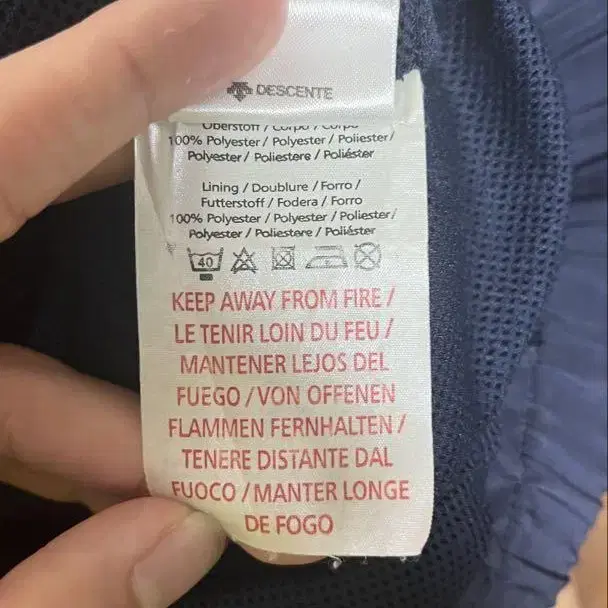 DESCENTE
Oberstoff / Corpo / Corpo
100% Polyester / Polyester / Poliester/
Polyester / Poliestere / Poliéster
Lining / Doublure / Forro /
Futterstoff / Fodera / Forro
100% Polyester / Polyester / Poliester/
Polyester / Poliestere / Poliéster
40
KEEP AWAY FROM FIRE /
LE TENIR LOIN DU FEU /
MANTENER LEJOS DEL
FUEGO / VON OFFENEN
FLAMMEN FERNHALTEN /
TENERE DISTANTE DAL
FUOCO / MANTER LONGE
DE FOGO